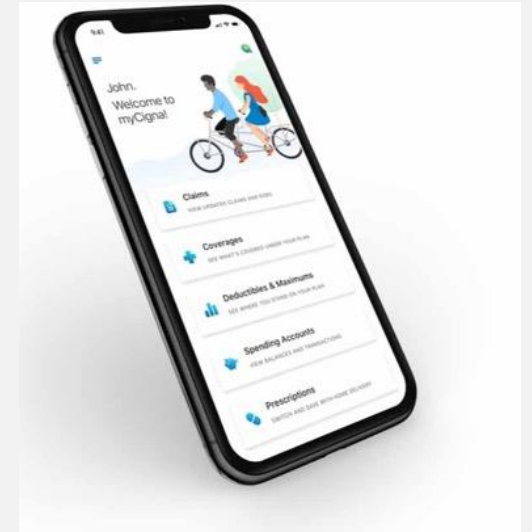 9:41
John.
Welcome to
myCigna!
Claims
VIEW UPDATED CLAIMS AND EOBS
Coverages
SEE WHAT'S COVERED UNDER YOUR PLAN
Deductibles & Maximums
SEE WHERE YOU STAND ON YOUR PLAN
Spending Accounts
VIEW BALANCES AND TRANSACTIONS
Prescriptions
SWITCH AND SAVE WITH HOME DELIVERY